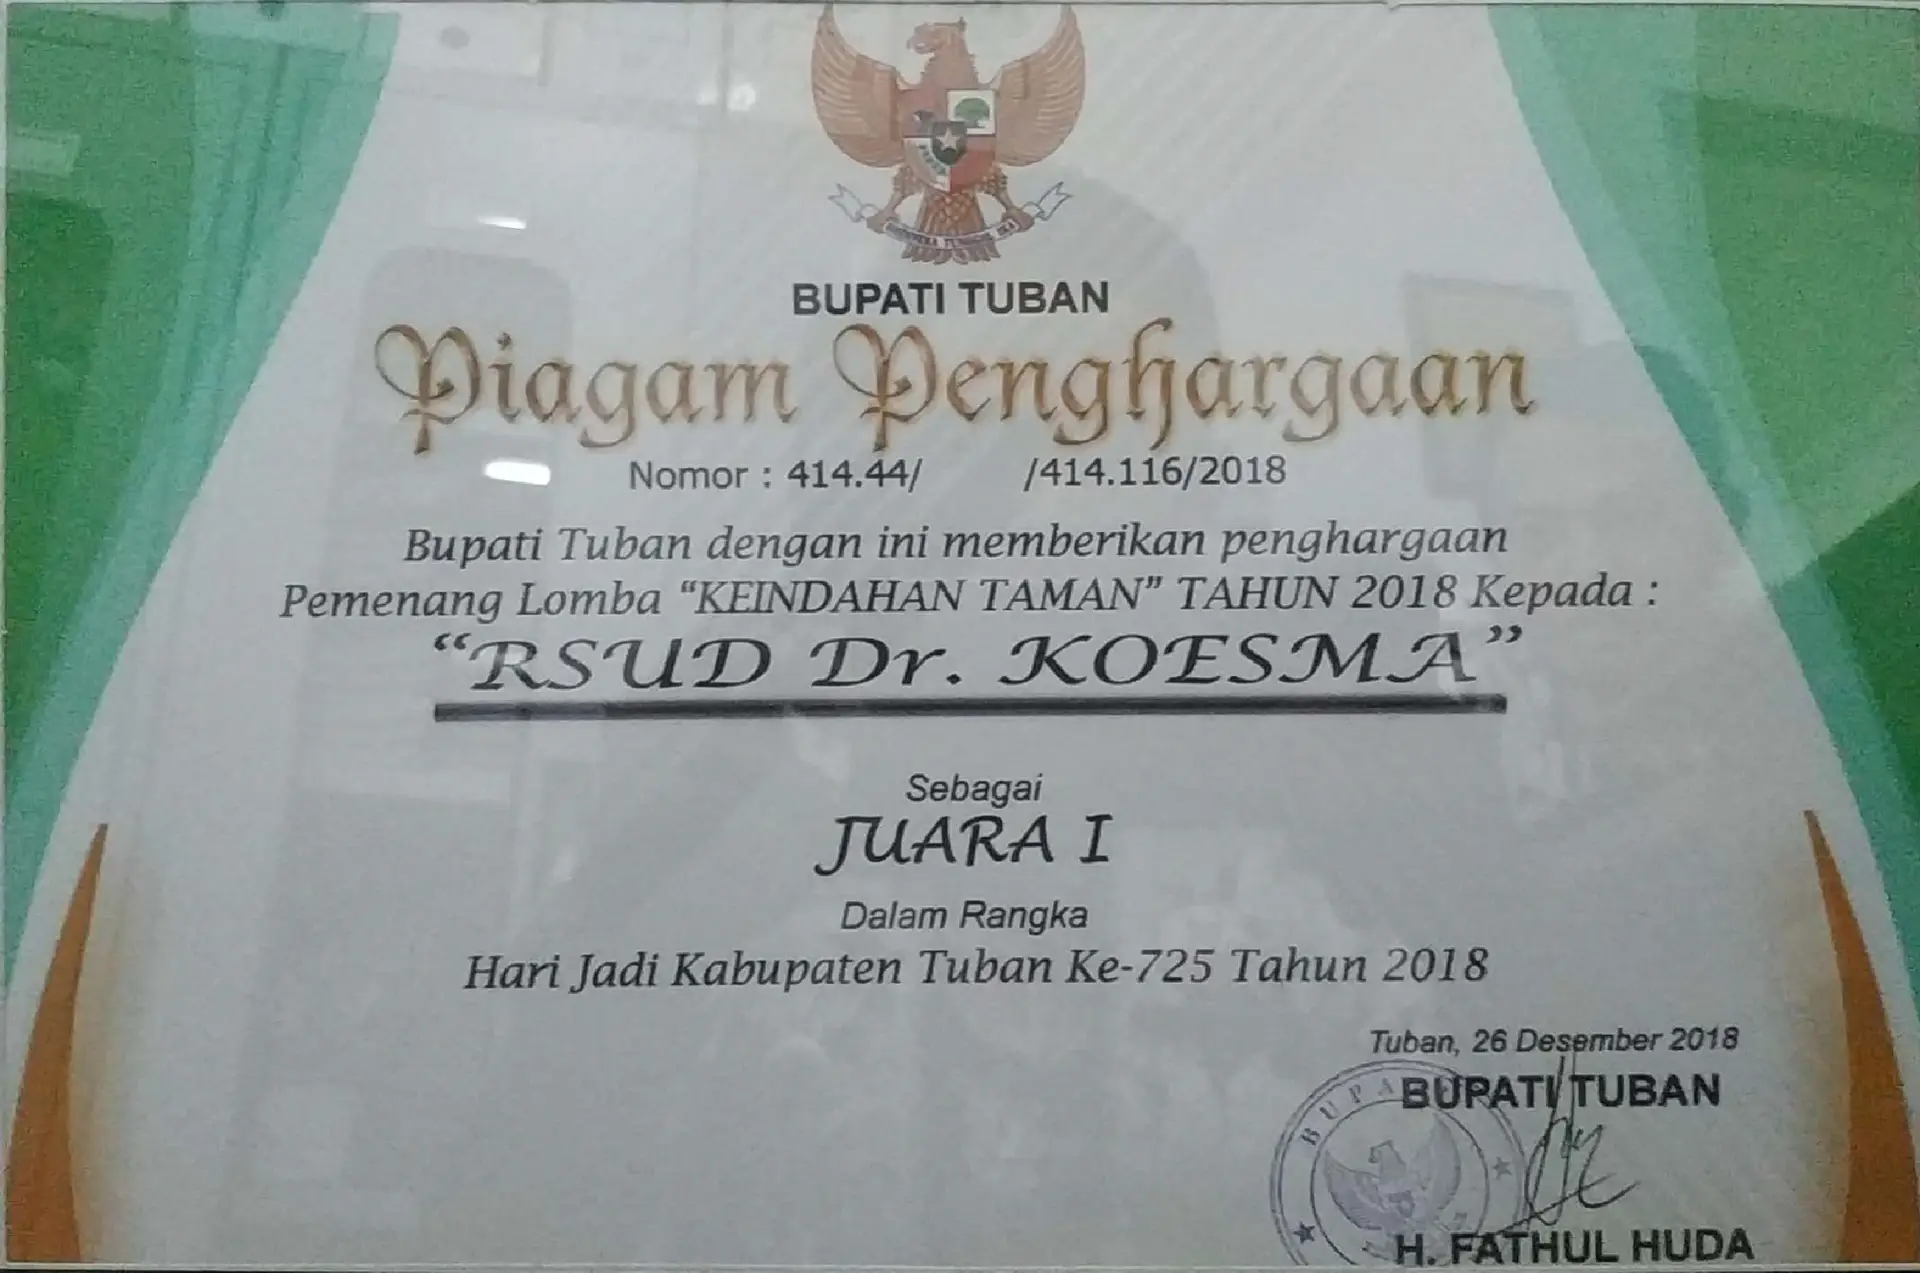 BUPATI TUBAN
Piagam Penghargaan
Nomor : 414.44/ /414.116/2018
Bupati Tuban dengan ini memberikan penghargaan
Pemenang Lomba “KEINDAHAN TAMAN” TAHUN 2018 Kepada :
“RSUD Dr. KOESMA”
Sebagai
JUARA I
Dalam Rangka
Hari Jadi Kabupaten Tuban Ke-725 Tahun 2018
Tuban, 26 Desember 2018
BUPATI TUBAN
H. FATHUL HUDA